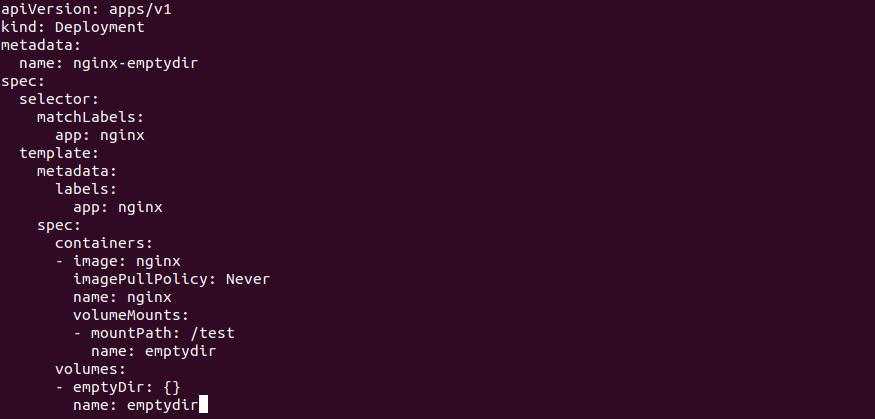 apiVersion: apps/v1
kind: Deployment
metadata:
  name: nginx-emptydir
spec:
  selector:
    matchLabels:
      app: nginx
  template:
    metadata:
      labels:
        app: nginx
    spec:
      containers:
      - image: nginx
        imagePullPolicy: Never
        name: nginx
        volumeMounts:
        - mountPath: /test
          name: emptydir
      volumes:
      - emptyDir: {}
        name: emptydir